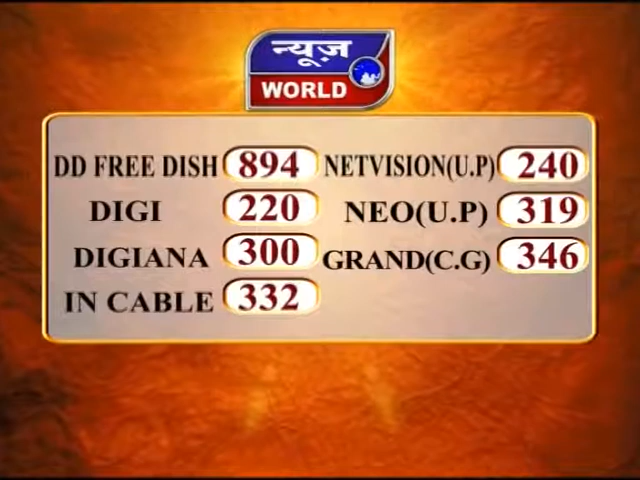 न्यूज़
WORLD
DD FREE DISH 894 NETVISION(U.P) 240
DIGI 220 NEO(U.P) 319
DIGIANA 300 GRAND(C.G) 346
IN CABLE 332